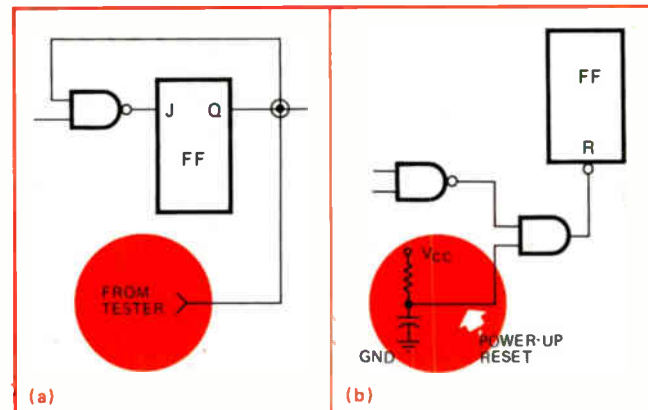 J Q
FF
FROM
TESTER
(a)
FF
R
VCC
GND
POWER-UP
RESET
(b)